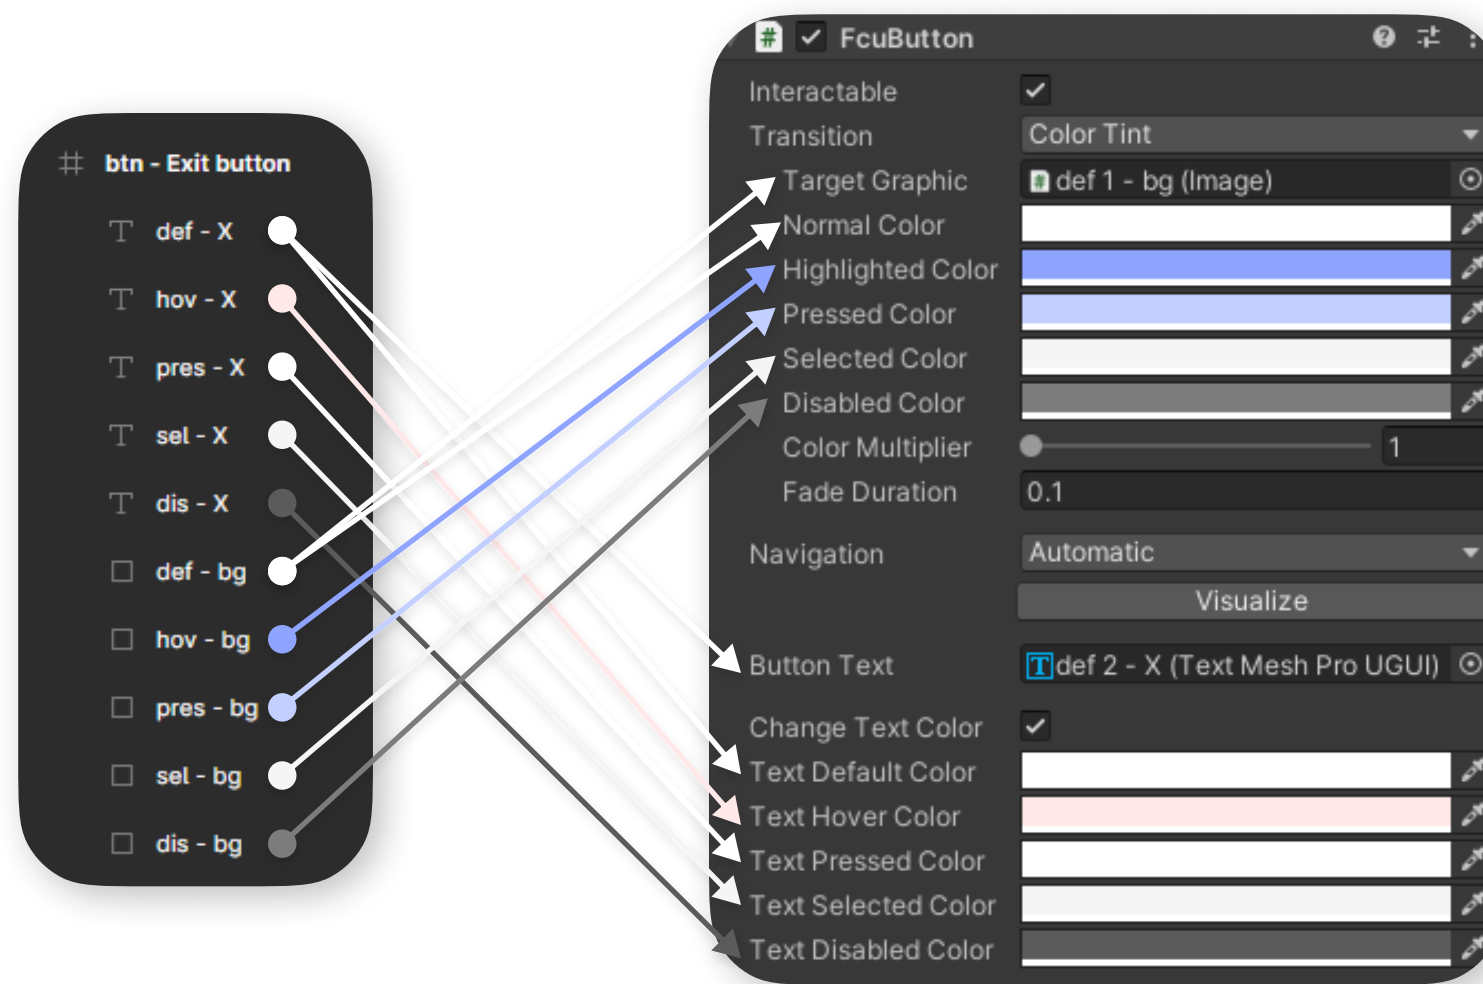 btn - Exit button
def - X
hov - X
pres - X
sel - X
dis - X
def - bg
hov - bg
pres - bg
sel - bg
dis - bg
# FcuButton
Interactable
Transition Color Tint
Target Graphic # def 1 - bg (Image)
Normal Color
Highlighted Color
Pressed Color
Selected Color
Disabled Color
Color Multiplier 1
Fade Duration 0.1
Navigation Automatic
Visualize
Button Text T def 2 - X (Text Mesh Pro UGUI)
Change Text Color
Text Default Color
Text Hover Color
Text Pressed Color
Text Selected Color
Text Disabled Color